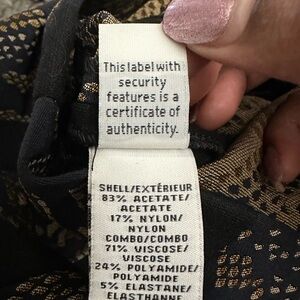 This label with
security
features is a
certificate of
authenticity.
SHELL/EXTÉRIEUR
83% ACETATE/
ACETATE
17% NYLON/
NYLON
COMBO/COMBO
71% VISCOSE/
VISCOSE
24% POLYAMIDE/
POLYAMIDE
5% ELASTANE/
ELASTHANNE